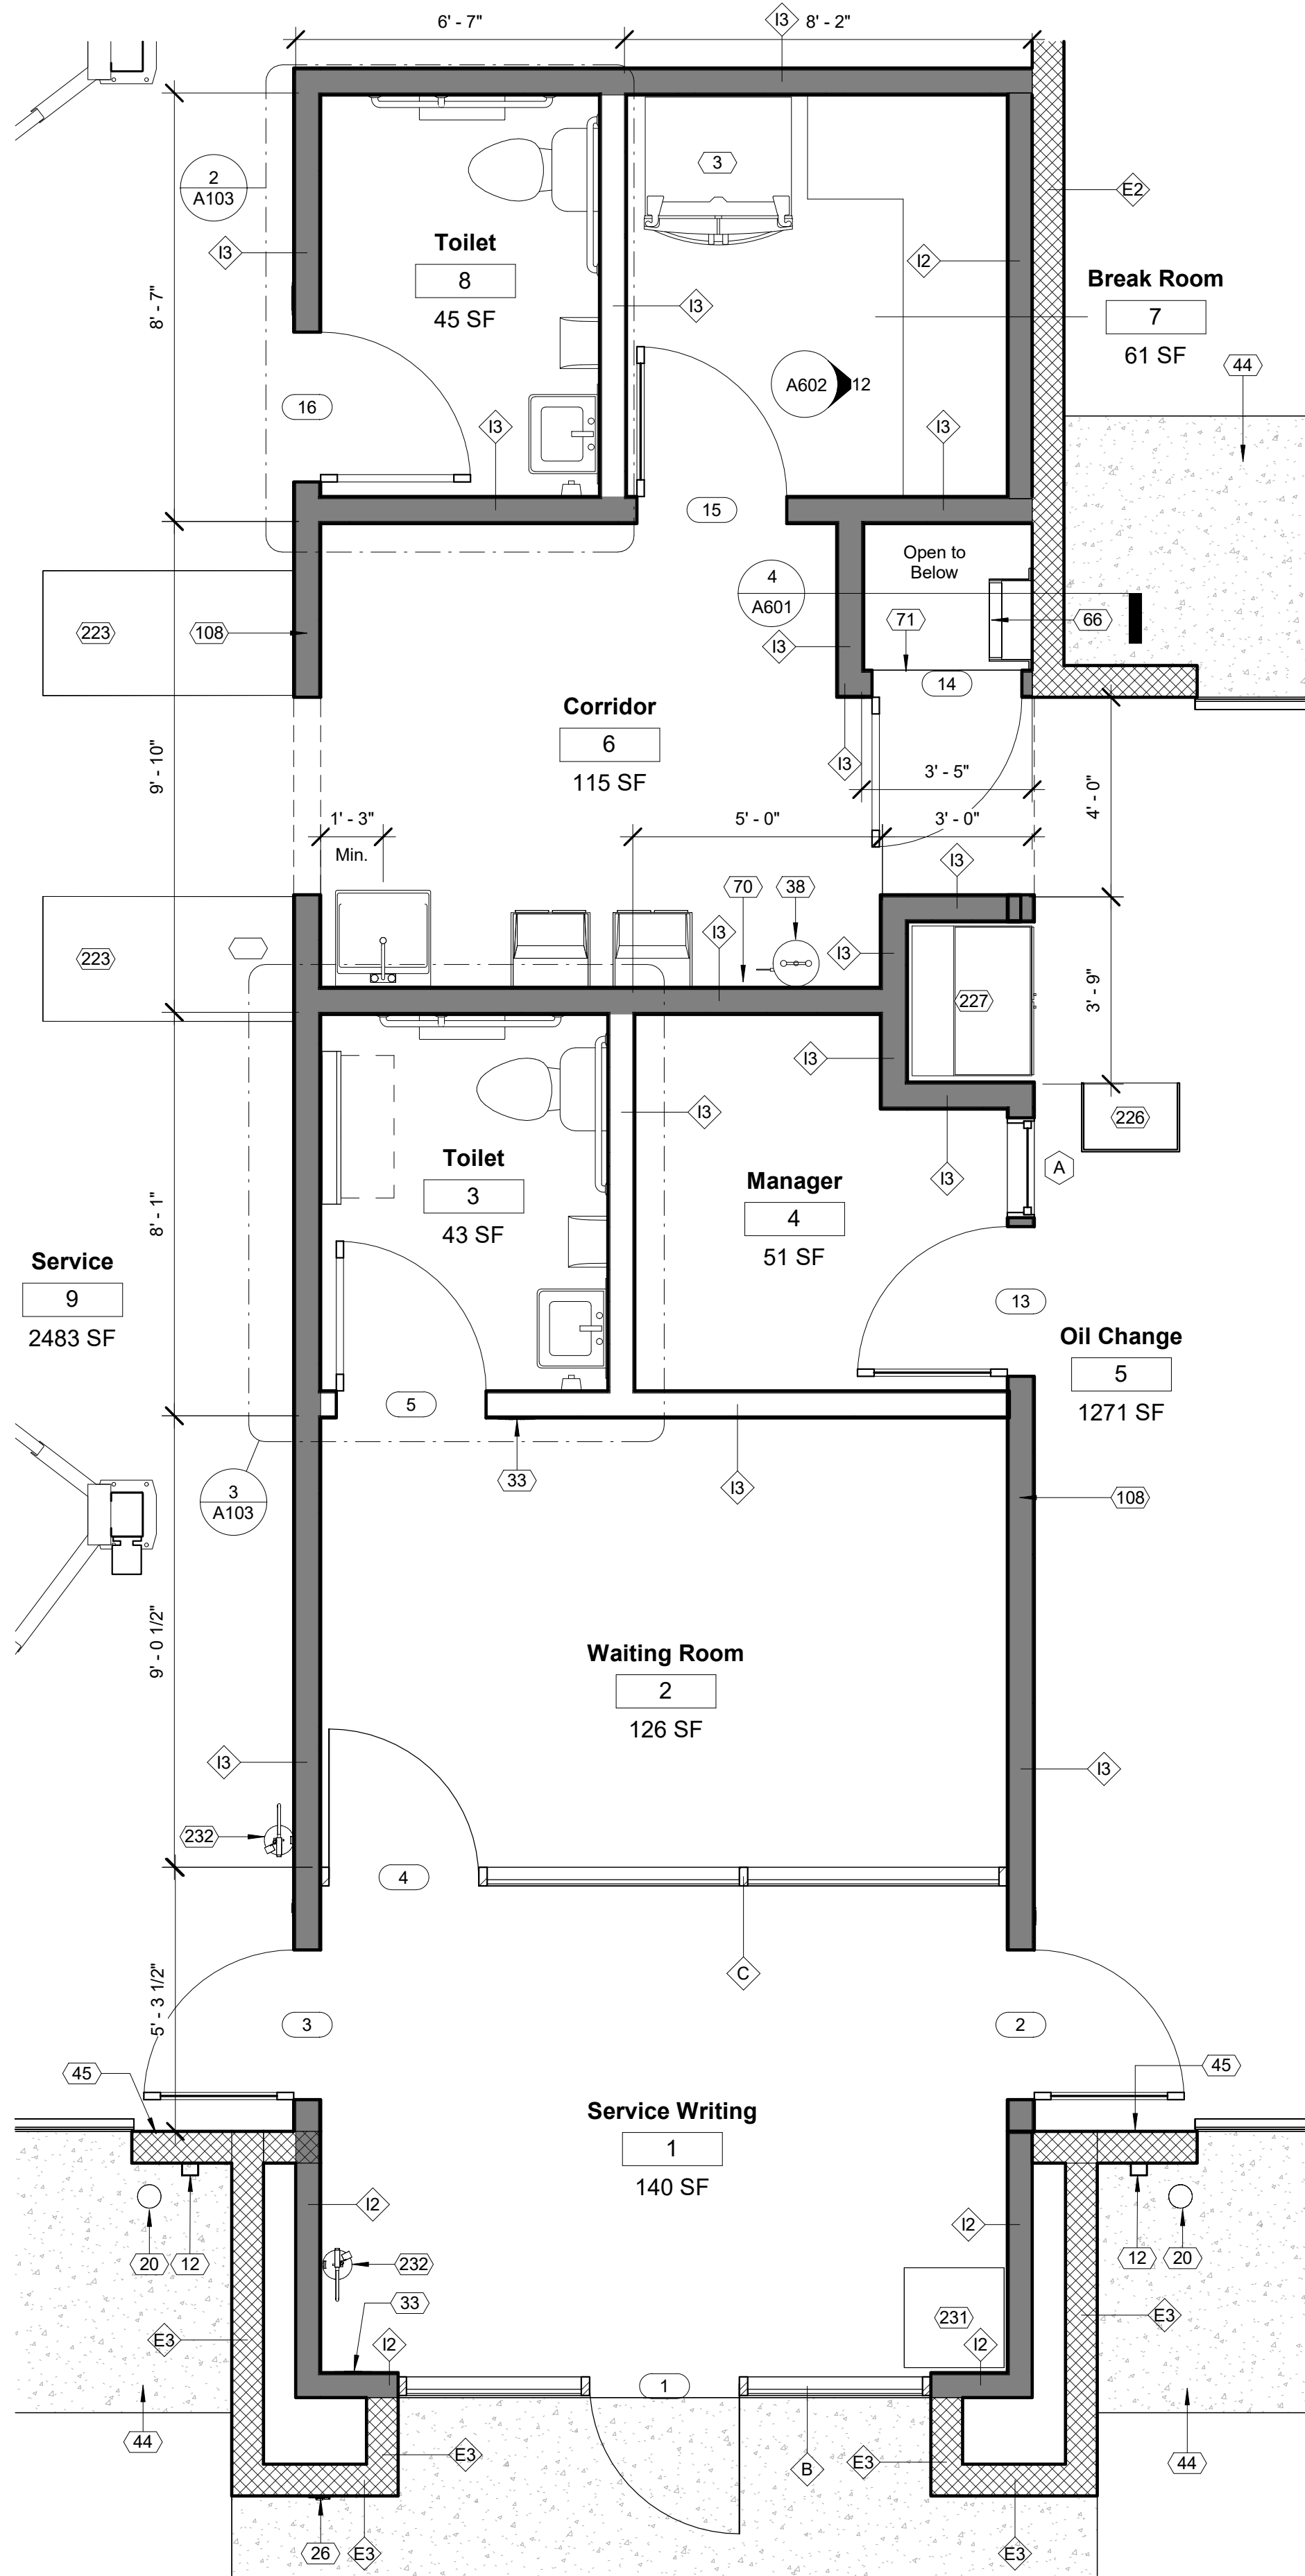 6' - 7"
I3
8' - 2"
3
2
A103
E2
Toilet
8
45 SF
I3
I2
Break Room
7
61 SF
8' - 7"
I3
44
A602
12
16
I3
I3
15
Open to
Below
4
A601
223
108
71
66
I3
14
Corridor
6
115 SF
9' - 10"
I3
3' - 5"
4' - 0"
1' - 3"
Min.
5' - 0"
3' - 0"
I3
70
38
I3
I3
223
227
3' - 9"
I3
I3
226
Toilet
3
43 SF
A
Manager
4
51 SF
I3
8' - 1"
Service
9
2483 SF
13
Oil Change
5
1271 SF
5
33
I3
3
A103
108
Waiting Room
2
126 SF
9' - 0 1/2"
I3
I3
232
4
C
5' - 3 1/2"
3
2
45
45
Service Writing
1
140 SF
I2
I2
20
12
232
12
20
33
231
E3
I2
I2
E3
1
44
E3
B
E3
44
26
E3
E3